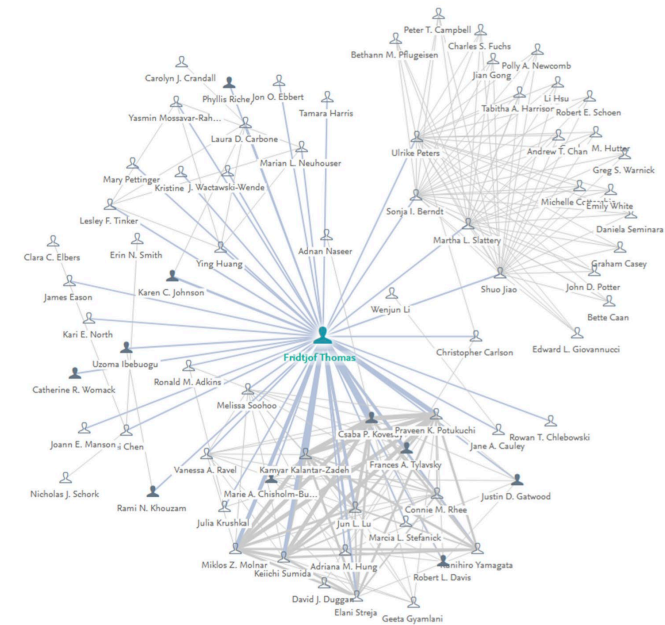 Peter T. Campbell
Charles S. Fuchs
Bethann M. Pflugeisen
Polly A. Newcomb
Jian Gong
Carolyn J. Crandall
Phyllis Riche
Jon O. Ebbert
Li Hsu
Tabitha A. Harrison
Robert E. Schoen
Tamara Harris
Yasmin Mossavar-Rah...
Laura D. Carbone
Ulrike Peters
Andrew T. Chan
M. Hutter
Marian L. Neuhouser
Greg S. Warnick
Mary Pettinger
Kristine
J. Wactawski-Wende
Michelle
Emily White
Lesley F. Tinker
Sonja I. Berndt
Daniela Seminara
Martha L. Slattery
Clara C. Elbers
Erin N. Smith
Adnan Naseer
Ying Huang
Graham Casey
Karen C. Johnson
Shuo Jiao
John D. Potter
James Eason
Wenjun Li
Bette Caan
Kari E. North
Edward L. Giovannucci
Christopher Carlson
Fridtjof Thomas
Uzoma Ibebuogu
Ronald M. Adkins
Catherine R. Womack
Melissa Soohoo
Csaba P. Kovesdy
Praveen K. Potukuchi
Rowan T. Chlebowski
Joann E. Manson
Chen
Jane A. Cauley
Vanessa A. Ravel
Kamyar Kalantar-Zadeh
Frances A. Tylavsky
Nicholas J. Schork
Marie A. Chisholm-Bu...
Justin D. Gatwood
Rami N. Khouzam
Connie M. Rhee
Julia Krushkal
Jun L. Lu
Marcia L. Stefanick
Miklos Z. Molnar
Adriama M. Hung
Kunihiro Yamagata
Keiichi Sumida
Robert L. Davis
David J. Duggan
Elani Streja
Geeta Gyamlani